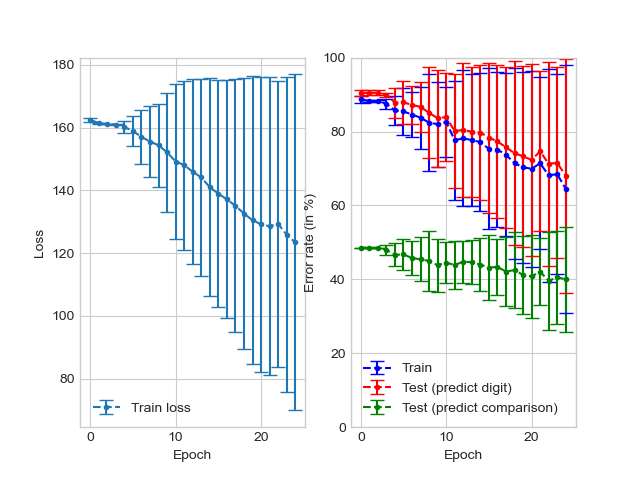 180
160
140
120
100
80
Loss
Train loss
0
10
20
Epoch
100
80
60
40
20
0
Error rate (in %)
Train
Test (predict digit)
Test (predict comparison)
0
10
20
Epoch